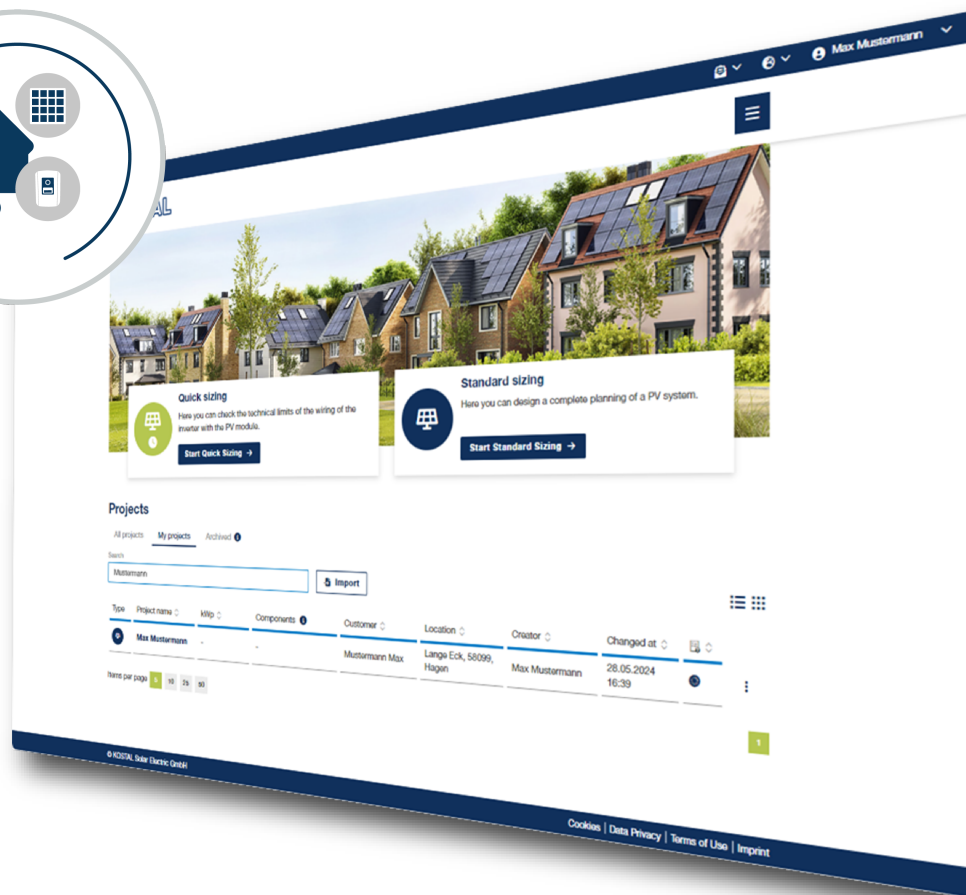 Max Mustermann
AL
Quick sizing
Here you can check the technical limits of the wiring of the
inverter with the PV module.
Start Quick Sizing →
Standard sizing
Here you can design a complete planning of a PV system.
Start Standard Sizing →
Projects
All projects My projects Archived
Search
Mustermann
Import
Type Project name kWp Components Customer Location Creator Changed at
Max Mustermann - - Mustermann Max Lange Eck, 58099, Max Mustermann 28.05.2024
Hagen 16:39
Items per page 5 10 25 50
1
© KOSTAL Solar Electric GmbH
Cookies | Data Privacy | Terms of Use | Imprint